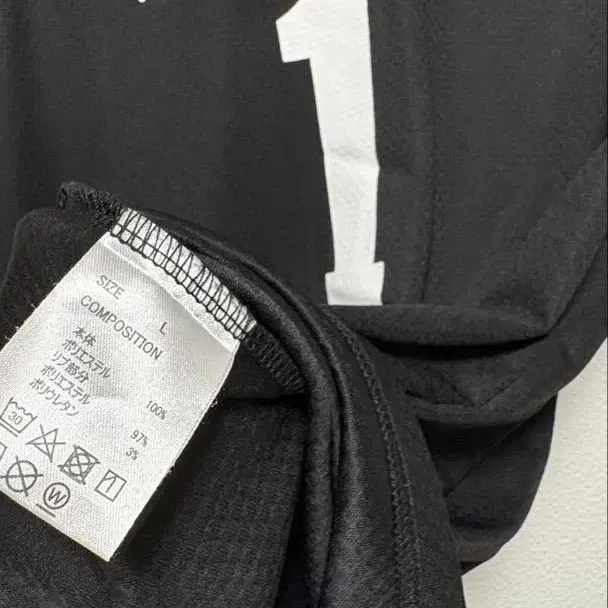 1
SIZE L
COMPOSITION
本体
ポリエステル 100%
リブ部分
ポリエステル 97%
ポリウレタン 3%
30
W